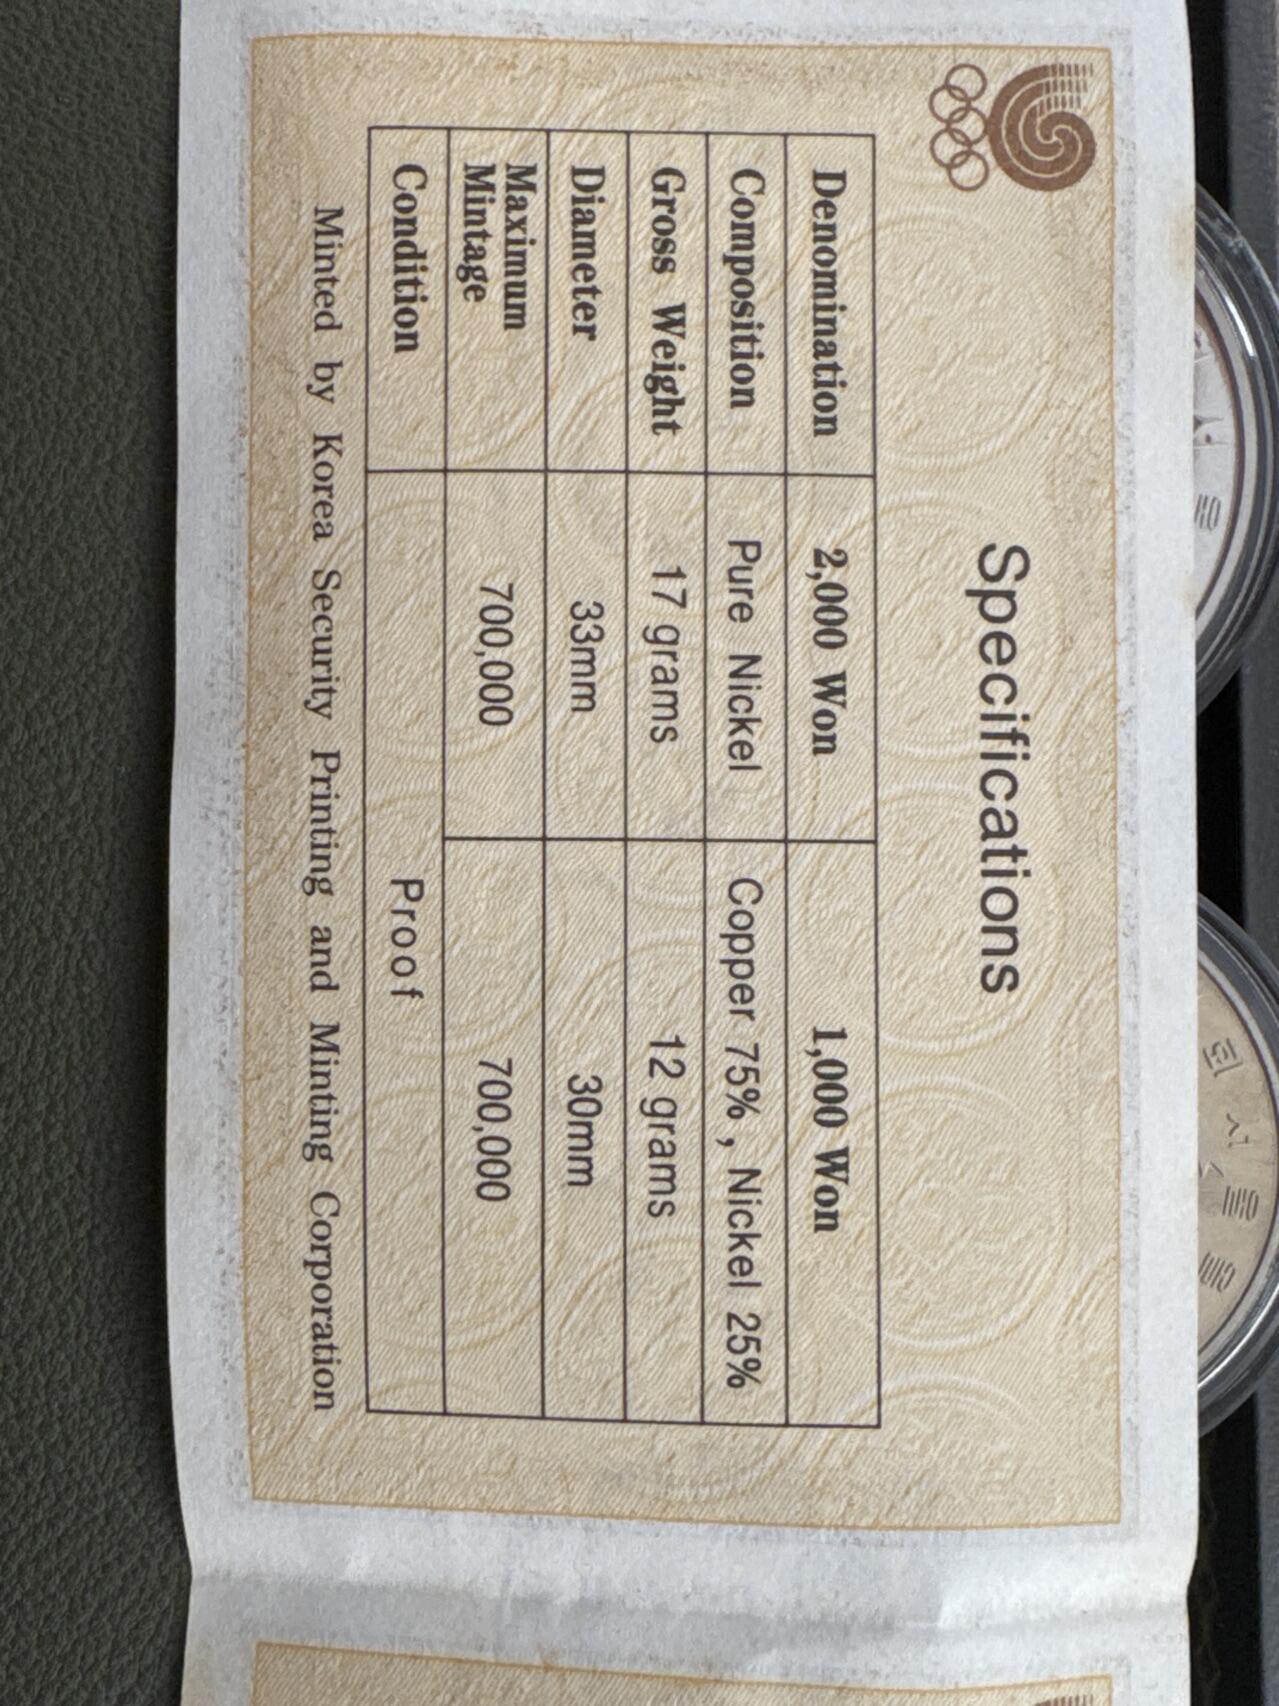 Specifications
Denomination 2,000 Won 1,000 Won
Composition Pure Nickel Copper 75%, Nickel 25%
Gross Weight 17 grams 12 grams
Diameter 33mm 30mm
Maximum
Mintage 700,000 700,000
Condition Proof
Minted by Korea Security Printing and Minting Corporation